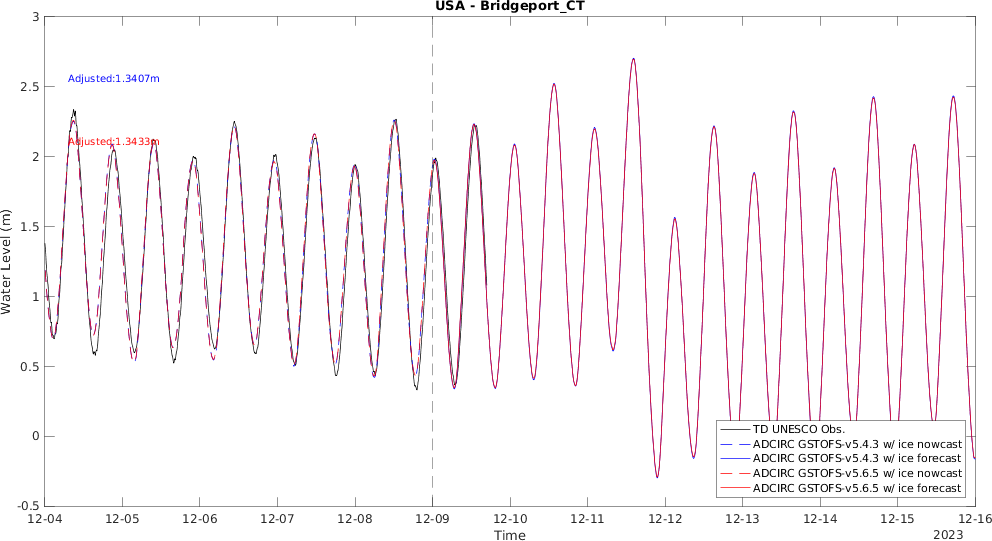 USA - Bridgeport_CT
3
2.5
2
1.5
1
0.5
0
-0.5
Water Level (m)
Adjusted:1.3407m
Adjusted:1.3433m
TD UNESCO Obs.
ADCIRC GSTOFS-v5.4.3 w/ ice nowcast
ADCIRC GSTOFS-v5.4.3 w/ ice forecast
ADCIRC GSTOFS-v5.6.5 w/ ice nowcast
ADCIRC GSTOFS-v5.6.5 w/ ice forecast
12-04 12-05 12-06 12-07 12-08 12-09 12-10 12-11 12-12 12-13 12-14 12-15 12-16
Time
2023